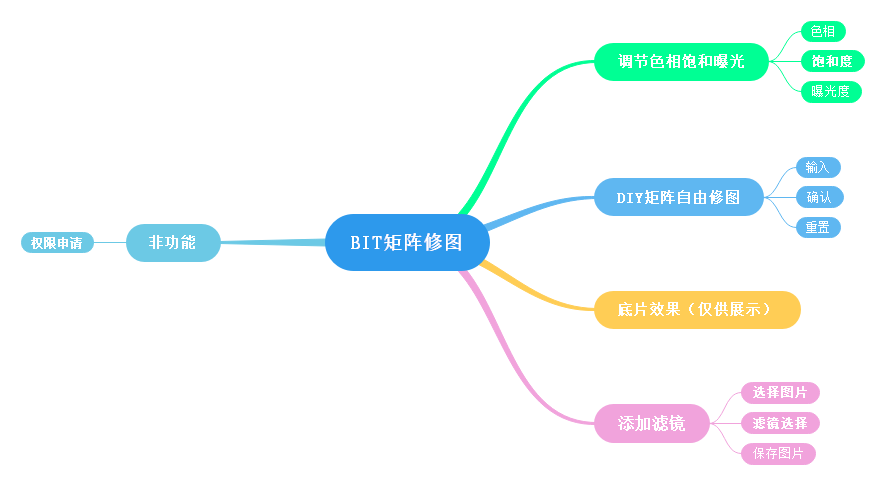 BIT矩阵修图
调节色相饱和曝光
色相
饱和度
曝光度
DIY矩阵自由修图
输入
确认
重置
底片效果（仅供展示）
添加滤镜
选择图片
滤镜选择
保存图片
非功能
权限申请